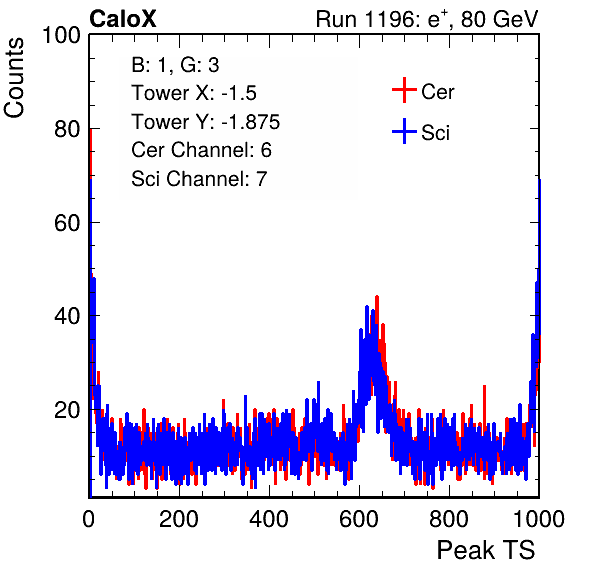 CaloX Run 1196: e⁺, 80 GeV
Counts
100
80
60
40
20
B: 1, G: 3
Tower X: -1.5
Tower Y: -1.875
Cer Channel: 6
Sci Channel: 7
Cer
Sci
0 200 400 600 800 1000
Peak TS